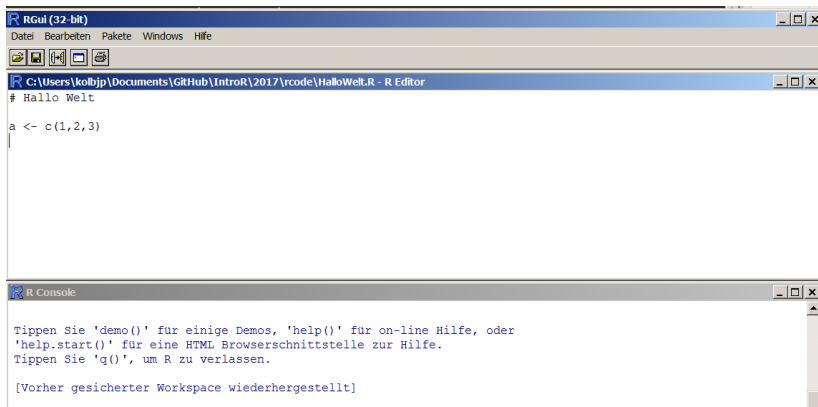 RGui (32-bit)
Datei Bearbeiten Pakete Windows Hilfe
C:\Users\kolbjp\Documents\GitHub\IntroR\2017\rcode\HalloWelt.R - R Editor
# Hallo Welt
a <- c(1,2,3)
R Console
Tippen Sie 'demo()' für einige Demos, 'help()' für on-line Hilfe, oder
'help.start()' für eine HTML Browserschnittstelle zur Hilfe.
Tippen Sie 'q()', um R zu verlassen.
[Vorher gesicherter Workspace wiederhergestellt]